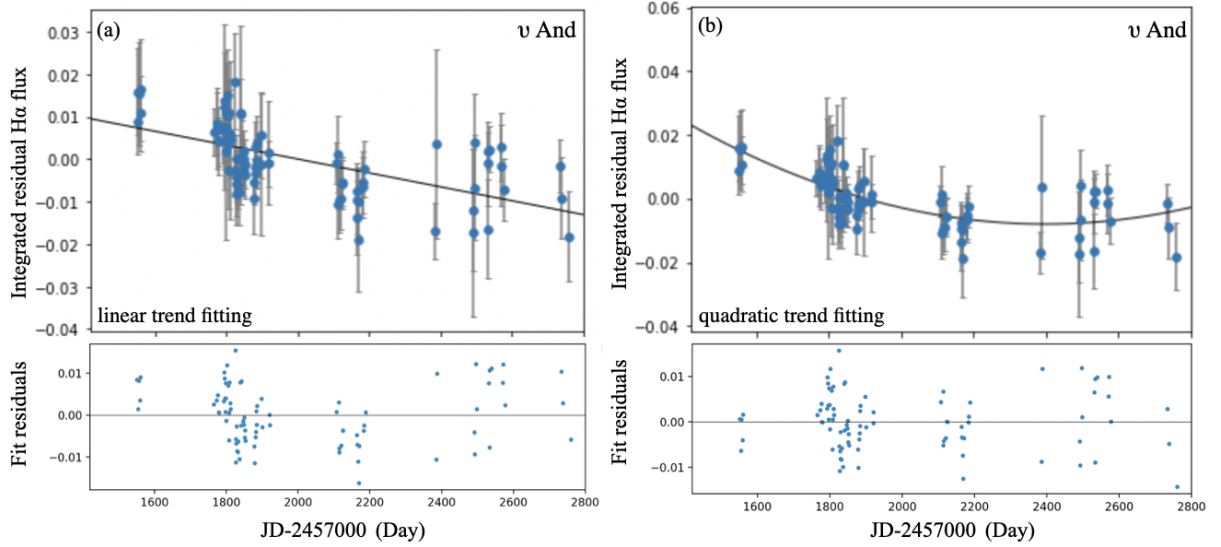 (a)
υ And
0.03
0.02
0.01
0.00
−0.01
−0.02
−0.03
−0.04
Integrated residual Hα flux
linear trend fitting
0.01
0.00
−0.01
Fit residuals
1600 1800 2000 2200 2400 2600 2800
JD-2457000 (Day)
(b)
υ And
0.06
0.04
0.02
0.00
−0.02
−0.04
Integrated residual Hα flux
quadratic trend fitting
0.01
0.00
−0.01
Fit residuals
1600 1800 2000 2200 2400 2600 2800
JD-2457000 (Day)